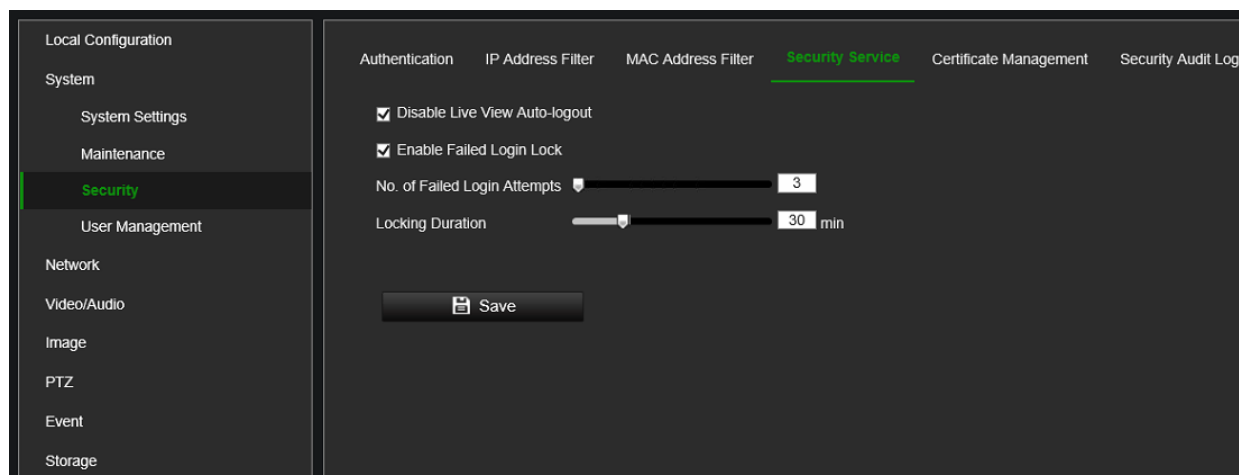 Local Configuration
System
System Settings
Maintenance
Security
User Management
Network
Video/Audio
Image
PTZ
Event
Storage
Authentication IP Address Filter MAC Address Filter Security Service Certificate Management Security Audit Log
Disable Live View Auto-logout
Enable Failed Login Lock
No. of Failed Login Attempts 3
Locking Duration 30 min
Save